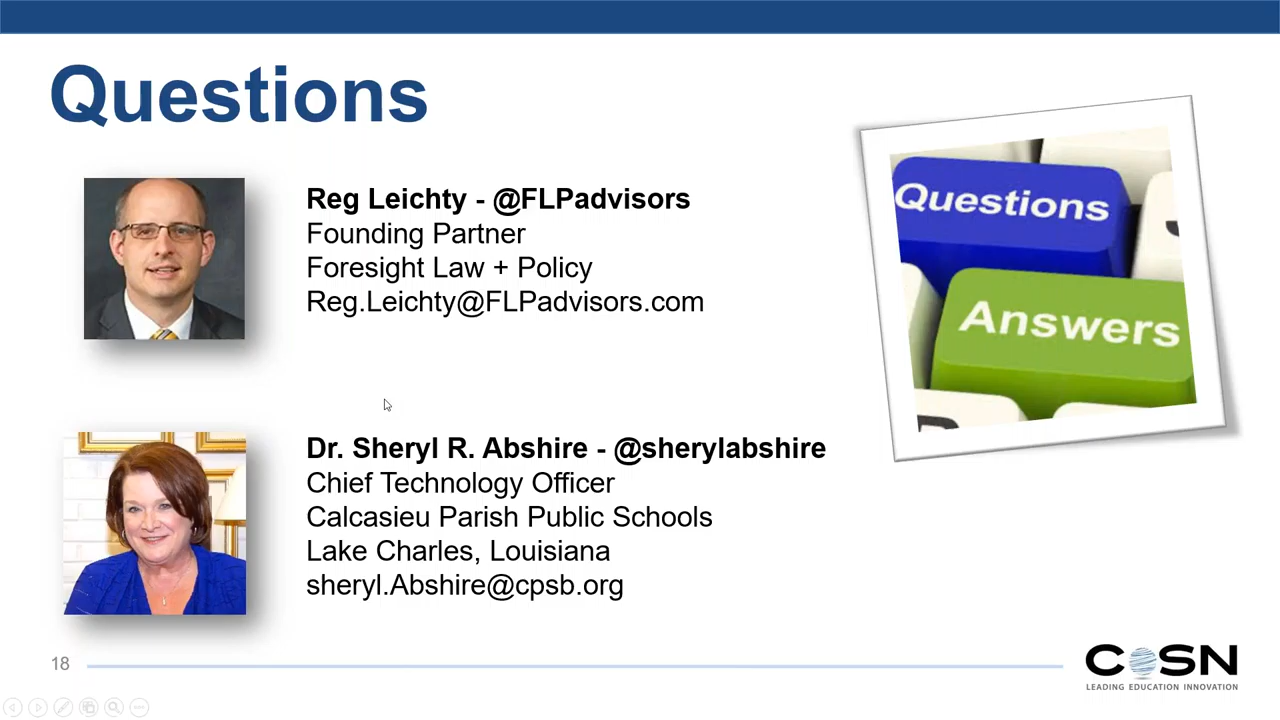 Questions
Reg Leichty - @FLPadvisors
Founding Partner
Foresight Law + Policy
Reg.Leichty@FLPadvisors.com
Questions
Answers
Dr. Sheryl R. Abshire - @sherylabshire
Chief Technology Officer
Calcasieu Parish Public Schools
Lake Charles, Louisiana
sheryl.Abshire@cpsb.org
18
COSN
LEADING EDUCATION INNOVATION